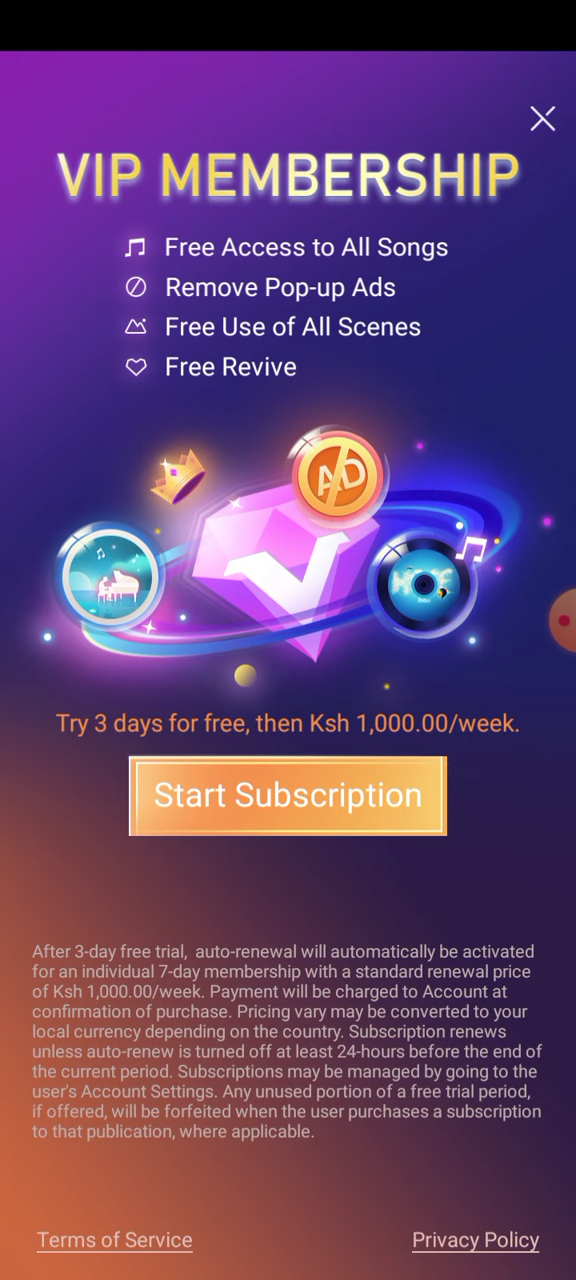 VIP MEMBERSHIP
Free Access to All Songs
Remove Pop-up Ads
Free Use of All Scenes
Free Revive
AD
Try 3 days for free, then Ksh 1,000.00/week.
Start Subscription
After 3-day free trial, auto-renewal will automatically be activated
for an individual 7-day membership with a standard renewal price
of Ksh 1,000.00/week. Payment will be charged to Account at
confirmation of purchase. Pricing vary may be converted to your
local currency depending on the country. Subscription renews
unless auto-renew is turned off at least 24-hours before the end of
the current period. Subscriptions may be managed by going to the
user's Account Settings. Any unused portion of a free trial period,
if offered, will be forfeited when the user purchases a subscription
to that publication, where applicable.
Terms of Service
Privacy Policy